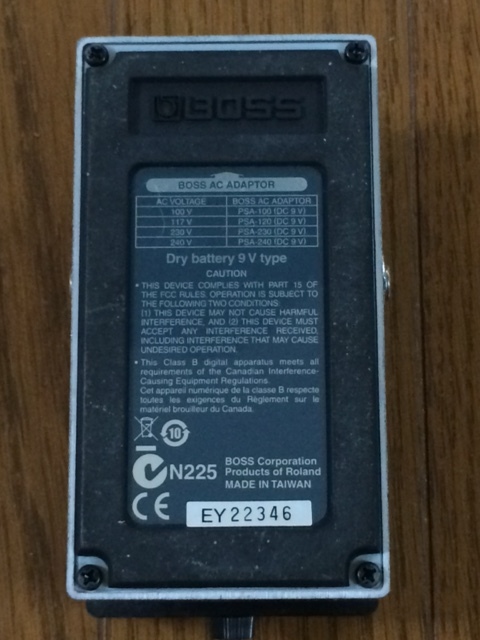 BOSS
BOSS AC ADAPTOR
AC VOLTAGE BOSS AC ADAPTOR
100 V PSA-100 (DC 9 V)
117 V PSA-120 (DC 9 V)
230 V PSA-230 (DC 9 V)
240 V PSA-240 (DC 9 V)
Dry battery 9 V type
CAUTION
• THIS DEVICE COMPLIES WITH PART 15 OF
THE FCC RULES. OPERATION IS SUBJECT TO
THE FOLLOWING TWO CONDITIONS:
(1) THIS DEVICE MAY NOT CAUSE HARMFUL
INTERFERENCE, AND (2) THIS DEVICE MUST
ACCEPT ANY INTERFERENCE RECEIVED,
INCLUDING INTERFERENCE THAT MAY CAUSE
UNDESIRED OPERATION.
• This Class B digital apparatus meets all
requirements of the Canadian Interference-
Causing Equipment Regulations.
Cet appareil numérique de la classe B respecte
toutes les exigences du Règlement sur le
matériel brouilleur du Canada.
10
N225
BOSS Corporation
Products of Roland
MADE IN TAIWAN
CE
EY22346